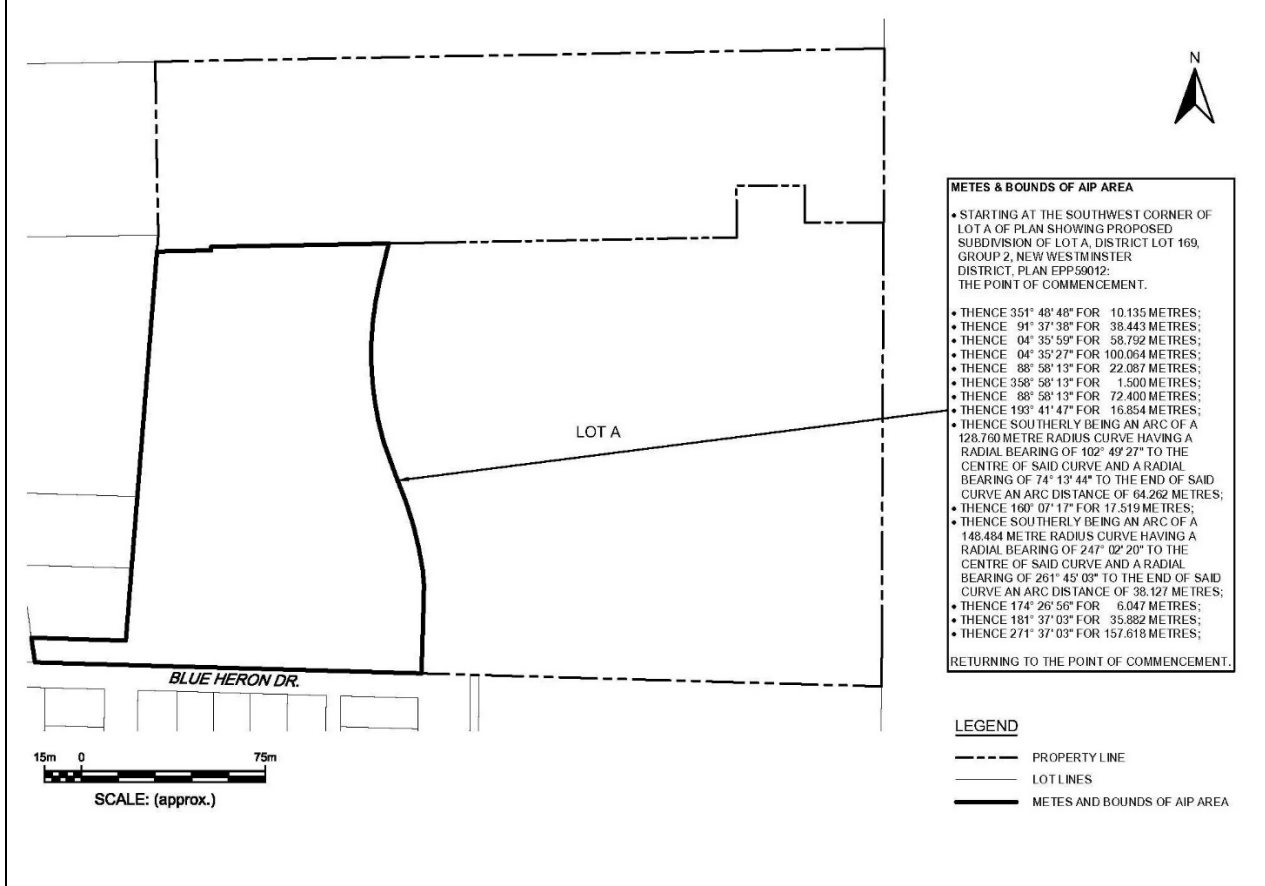 N
METES & BOUNDS OF AIP AREA
• STARTING AT THE SOUTHWEST CORNER OF
LOT A OF PLAN SHOWING PROPOSED
SUBDIVISION OF LOT A, DISTRICT LOT 169,
GROUP 2, NEW WESTMINSTER
DISTRICT, PLAN EPP59012:
THE POINT OF COMMENCEMENT.
• THENCE 351° 48' 48" FOR 10.135 METRES;
• THENCE 91° 37' 38" FOR 38.443 METRES;
• THENCE 04° 35' 59" FOR 58.792 METRES;
• THENCE 04° 35' 27" FOR 100.064 METRES;
• THENCE 88° 58' 13" FOR 22.087 METRES;
• THENCE 358° 58' 13" FOR 1.500 METRES;
• THENCE 88° 58' 13" FOR 72.400 METRES;
• THENCE 193° 41' 47" FOR 16.854 METRES;
• THENCE SOUTHERLY BEING AN ARC OF A
128.760 METRE RADIUS CURVE HAVING A
RADIAL BEARING OF 102° 49' 27" TO THE
CENTRE OF SAID CURVE AND A RADIAL
BEARING OF 74° 13' 44" TO THE END OF SAID
CURVE AN ARC DISTANCE OF 64.262 METRES;
• THENCE 160° 07' 17" FOR 17.519 METRES;
• THENCE SOUTHERLY BEING AN ARC OF A
148.484 METRE RADIUS CURVE HAVING A
RADIAL BEARING OF 247° 02' 20" TO THE
CENTRE OF SAID CURVE AND A RADIAL
BEARING OF 261° 45' 03" TO THE END OF SAID
CURVE AN ARC DISTANCE OF 38.127 METRES;
• THENCE 174° 26' 56" FOR 6.047 METRES;
• THENCE 181° 37' 03" FOR 35.882 METRES;
• THENCE 271° 37' 03" FOR 157.618 METRES;
RETURNING TO THE POINT OF COMMENCEMENT.
LOT A
BLUE HERON DR.
15m 0 75m
SCALE: (approx.)
LEGEND
PROPERTY LINE
LOT LINES
METES AND BOUNDS OF AIP AREA